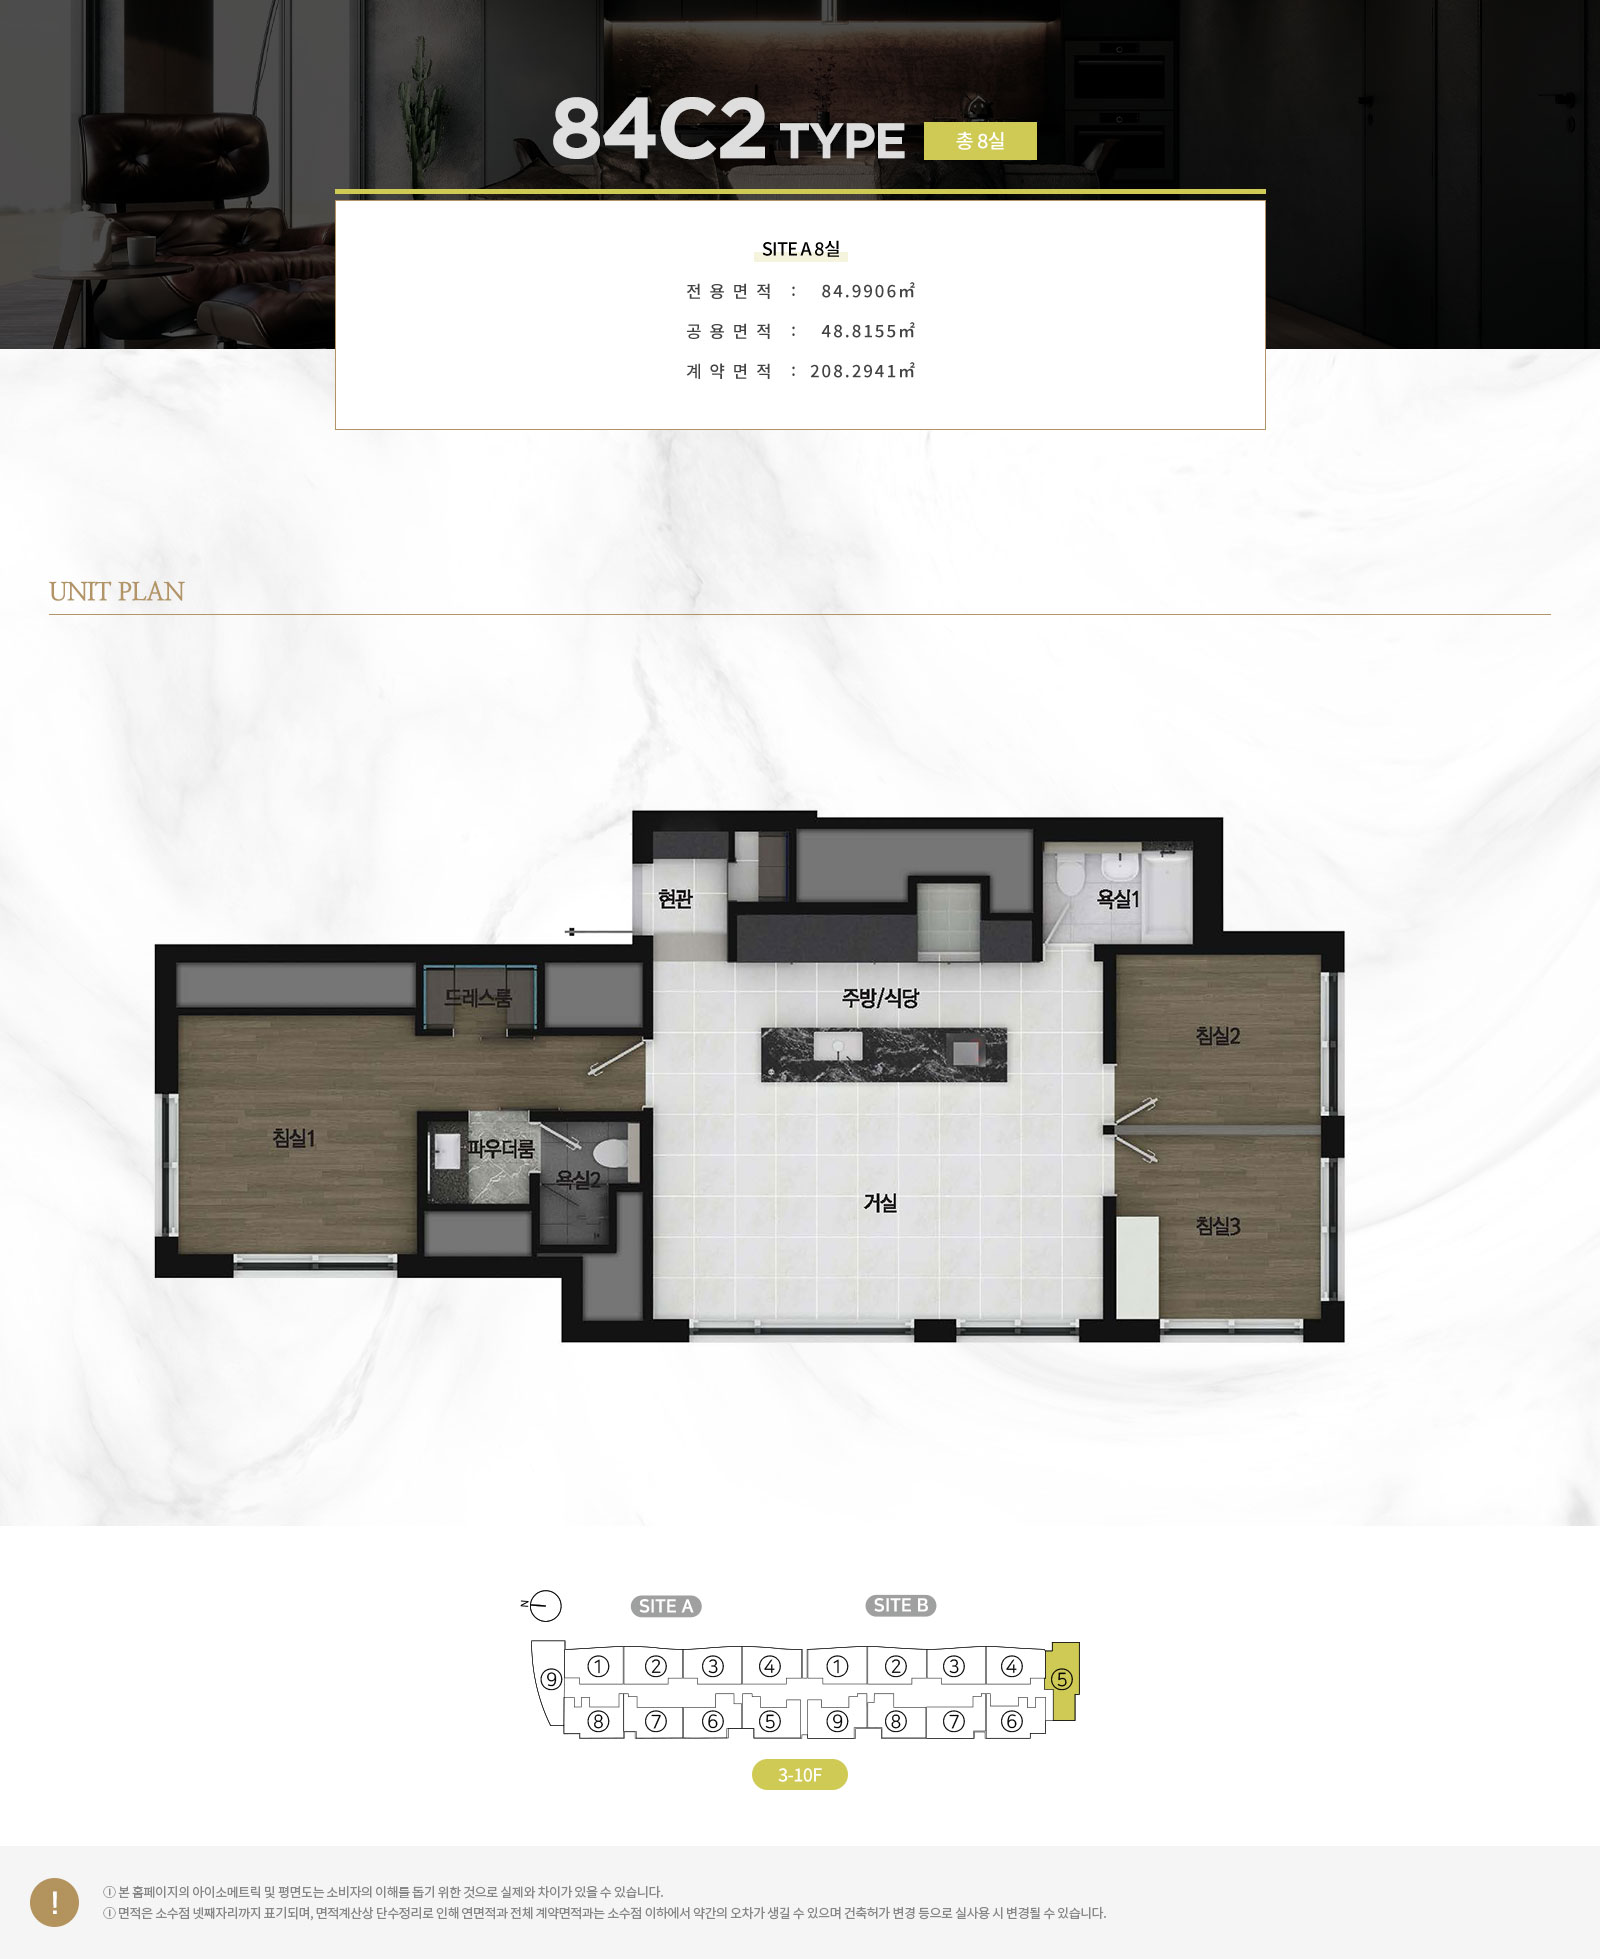 84C2 TYPE 총 8실
SITE A 8실
전용면적 : 84.9906㎡
공용면적 : 48.8155㎡
계약면적 : 208.2941㎡
UNIT PLAN
현관
욕실1
드레스룸
주방/식당
침실2
침실1
파우더룸
욕실2
거실
침실3
N
SITE A
SITE B
⑨ ① ② ③ ④ ① ② ③ ④ ⑤
⑧ ⑦ ⑥ ⑤ ⑨ ⑧ ⑦ ⑥
3-10F
!
① 본 홈페이지의 아이소메트릭 및 평면도는 소비자의 이해를 돕기 위한 것으로 실제와 차이가 있을 수 있습니다.
① 면적은 소수점 넷째자리까지 표기되며, 면적계산상 단수정리로 인해 연면적과 전체 계약면적과는 소수점 이하에서 약간의 오차가 생길 수 있으며 건축허가 변경 등으로 실사용 시 변경될 수 있습니다.